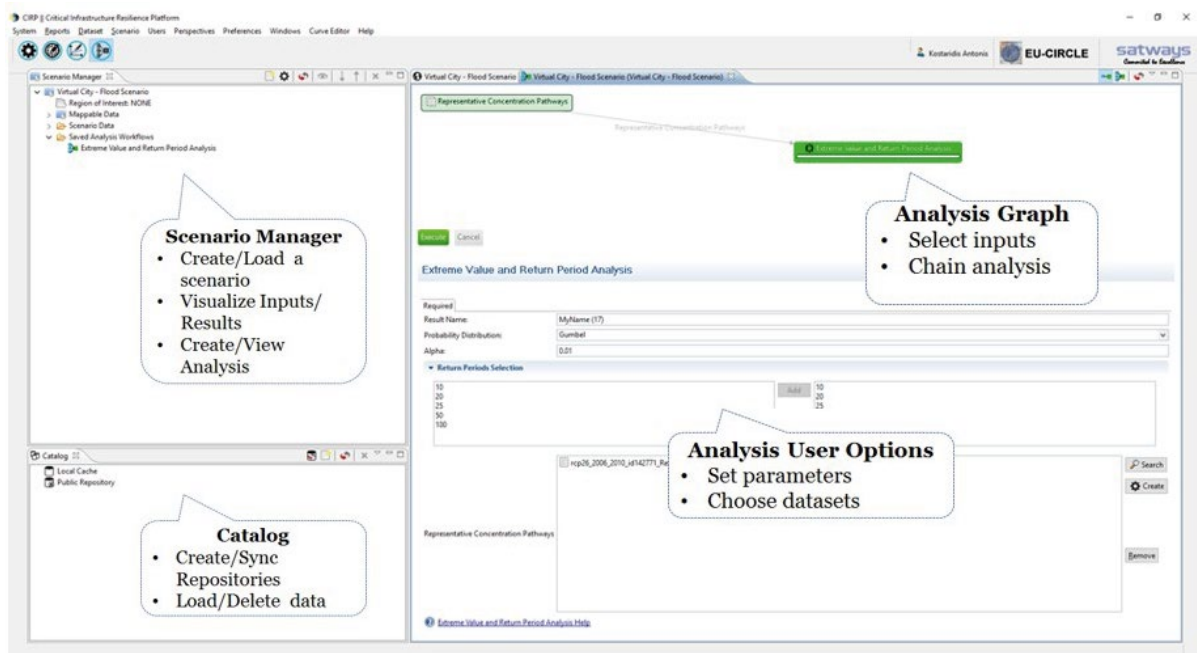 CIRP || Critical Infrastructure Resilience Platform
System Reports Dataset Scenario Users Perspectives Preferences Windows Curve Editor Help
Kostaridis Antonis
EU-CIRCLE
satways
Committed to Excellence
Scenario Manager
Virtual City - Flood Scenario
Region of Interest: NONE
Mappable Data
Scenario Data
Saved Analysis Workflows
Extreme Value and Return Period Analysis
Scenario Manager
• Create/Load a
scenario
• Visualize Inputs/
Results
• Create/View
Analysis
Catalog
Local Cache
Public Repository
Catalog
• Create/Sync
Repositories
• Load/Delete data
Virtual City - Flood Scenario
Virtual City - Flood Scenario (Virtual City - Flood Scenario)
Representative Concentration Pathways
Representative Concentration Pathways
Extreme Value and Return Period Analysis
Analysis Graph
• Select inputs
• Chain analysis
Execute
Cancel
Extreme Value and Return Period Analysis
Required
Result Name: MyName (17)
Probability Distribution: Gumbel
Alpha: 0.01
Return Periods Selection
10
20
25
50
100
Add
10
20
25
Analysis User Options
• Set parameters
• Choose datasets
Representative Concentration Pathways
rcp26_2006_2010_id142771_Re
Search
Create
Remove
Extreme Value and Return Period Analysis Help